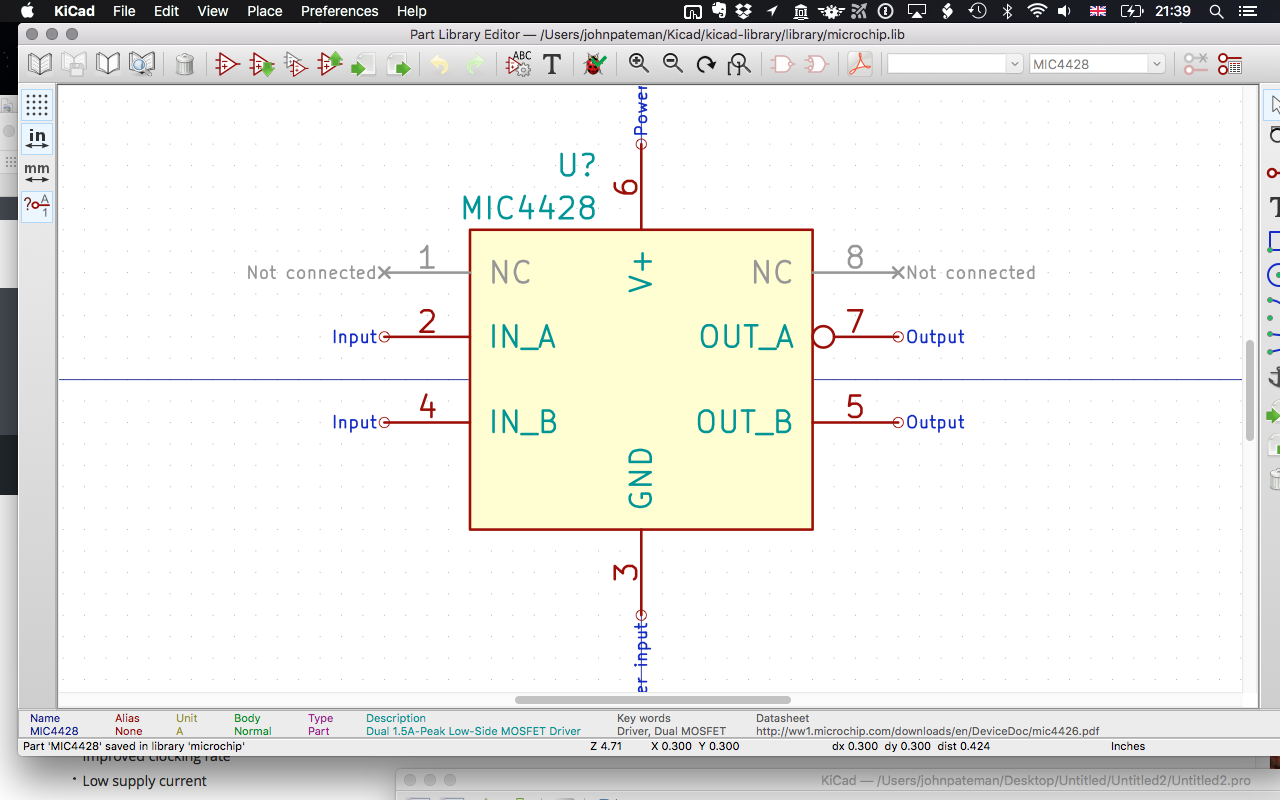 KiCad File Edit View Place Preferences Help 21:39
Part Library Editor — /Users/johnpateman/Kicad/kicad-library/library/microchip.lib
ABC T MIC4428
in
mm
?A
1
T
Power
U?
6
MIC4428
1 8
Not connected NC V+ NC Not connected
2 7
Input IN_A OUT_A Output
4 5
Input IN_B OUT_B Output
GND
3
er input
Name Alias Unit Body Type Description Key words Datasheet
MIC4428 None A Normal Part Dual 1.5A-Peak Low-Side MOSFET Driver Driver, Dual MOSFET http://ww1.microchip.com/downloads/en/DeviceDoc/mic4426.pdf
Part 'MIC4428' saved in library 'microchip' Z 4.71 X 0.300 Y 0.300 dx 0.300 dy 0.300 dist 0.424 Inches
Improved clocking rate
• Low supply current
KiCad — /Users/johnpateman/Desktop/Untitled/Untitled2/Untitled2.pro